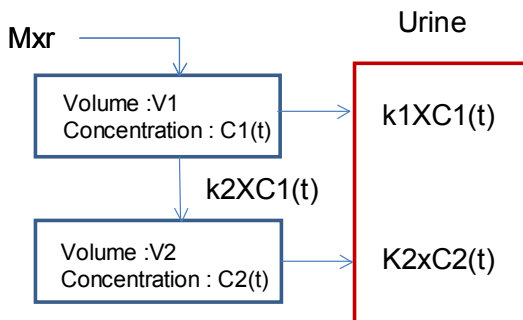 Urine
Mxr
Volume :V1
Concentration : C1(t)
k1XC1(t)
k2XC1(t)
Volume :V2
Concentration : C2(t)
K2xC2(t)